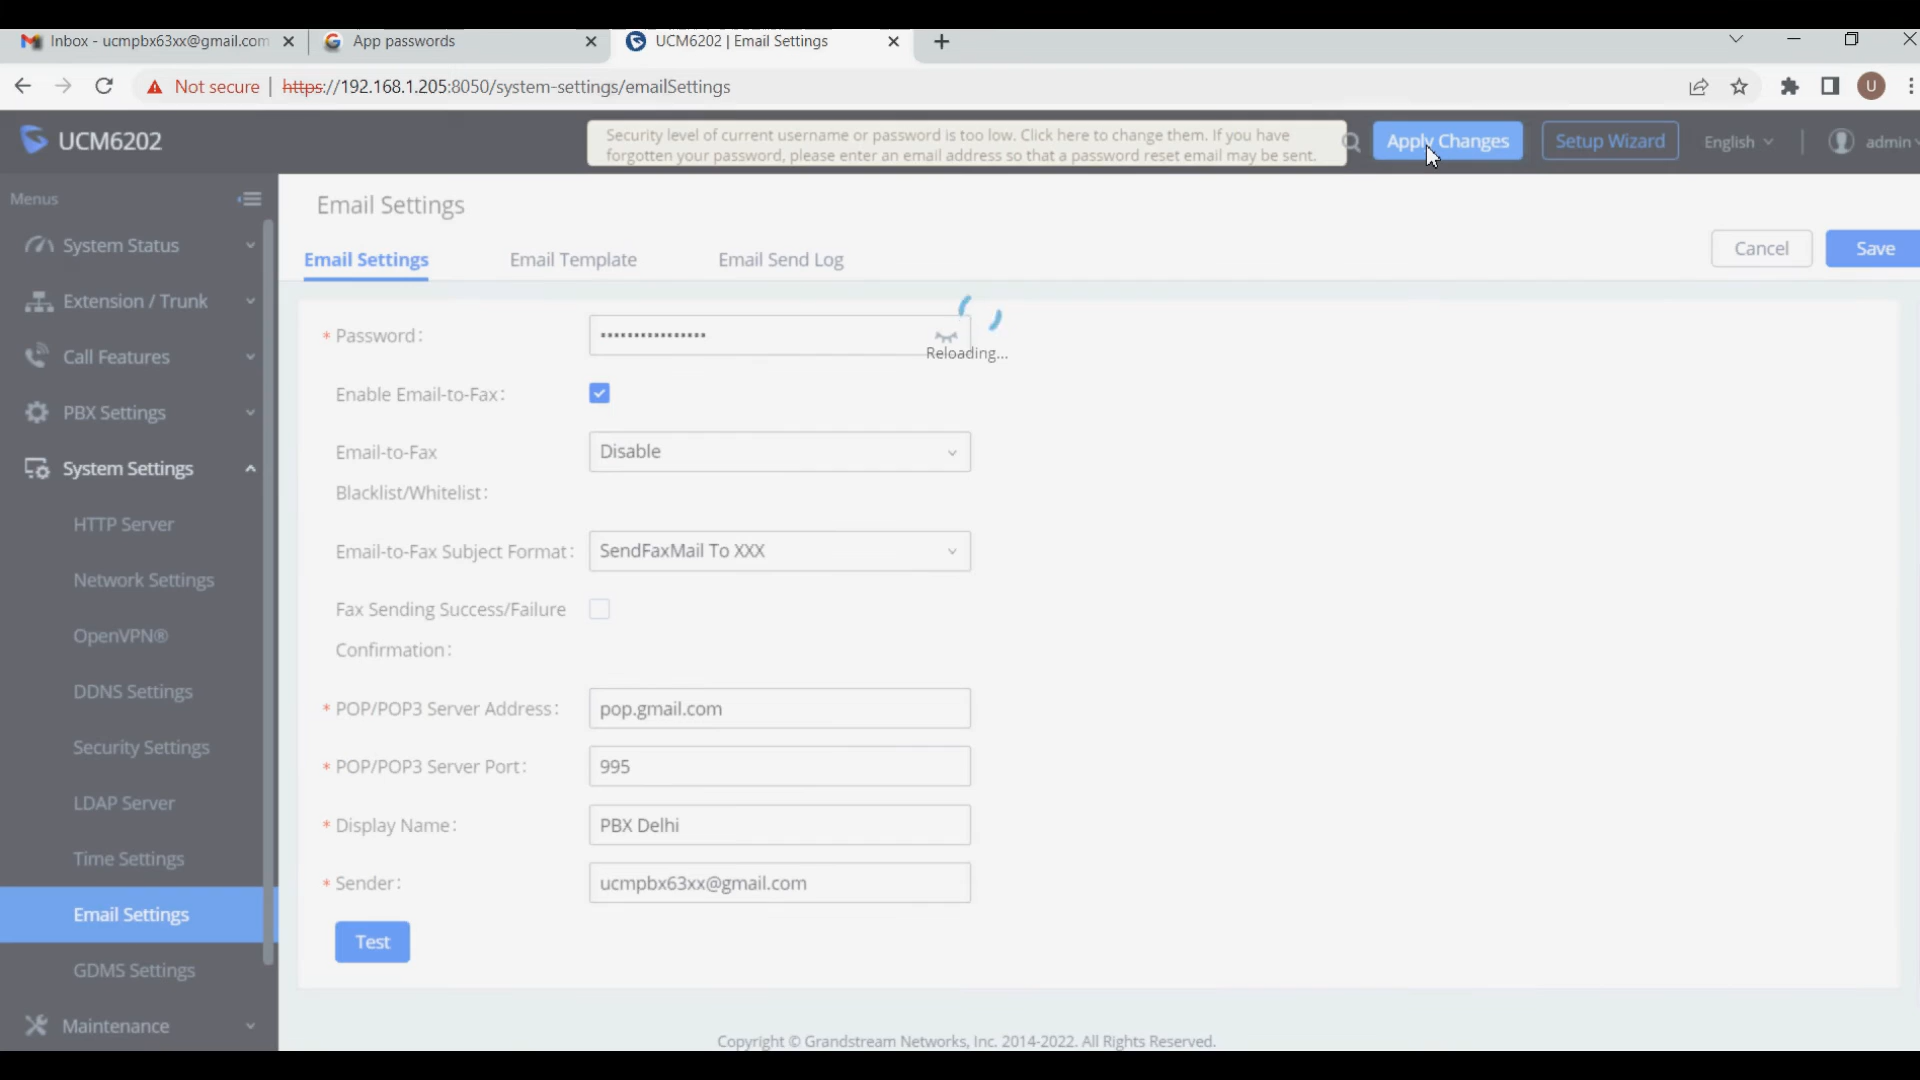 Inbox - ucmpbx63xx@gmail.com
App passwords
UCM6202 | Email Settings
Not secure | https://192.168.1.205:8050/system-settings/emailSettings
U
UCM6202
Security level of current username or password is too low. Click here to change them. If you have
forgotten your password, please enter an email address so that a password reset email may be sent.
Apply Changes
Setup Wizard
English
admin
Menus
System Status
Extension / Trunk
Call Features
PBX Settings
System Settings
HTTP Server
Network Settings
OpenVPN®
DDNS Settings
Security Settings
LDAP Server
Time Settings
Email Settings
GDMS Settings
Maintenance
Email Settings
Email Settings
Email Template
Email Send Log
Cancel
Save
* Password:
Reloading...
Enable Email-to-Fax:
Email-to-Fax
Blacklist/Whitelist:
Disable
Email-to-Fax Subject Format:
SendFaxMail To XXX
Fax Sending Success/Failure
Confirmation:
* POP/POP3 Server Address:
pop.gmail.com
* POP/POP3 Server Port:
995
* Display Name:
PBX Delhi
* Sender:
ucmpbx63xx@gmail.com
Test
Copyright © Grandstream Networks, Inc. 2014-2022. All Rights Reserved.